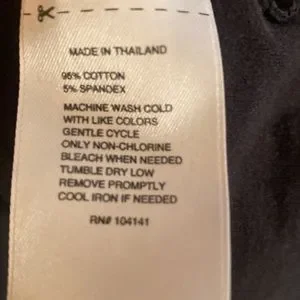 MADE IN THAILAND
95% COTTON
5% SPANDEX
MACHINE WASH COLD
WITH LIKE COLORS
GENTLE CYCLE
ONLY NON-CHLORINE
BLEACH WHEN NEEDED
TUMBLE DRY LOW
REMOVE PROMPTLY
COOL IRON IF NEEDED
RN# 104141